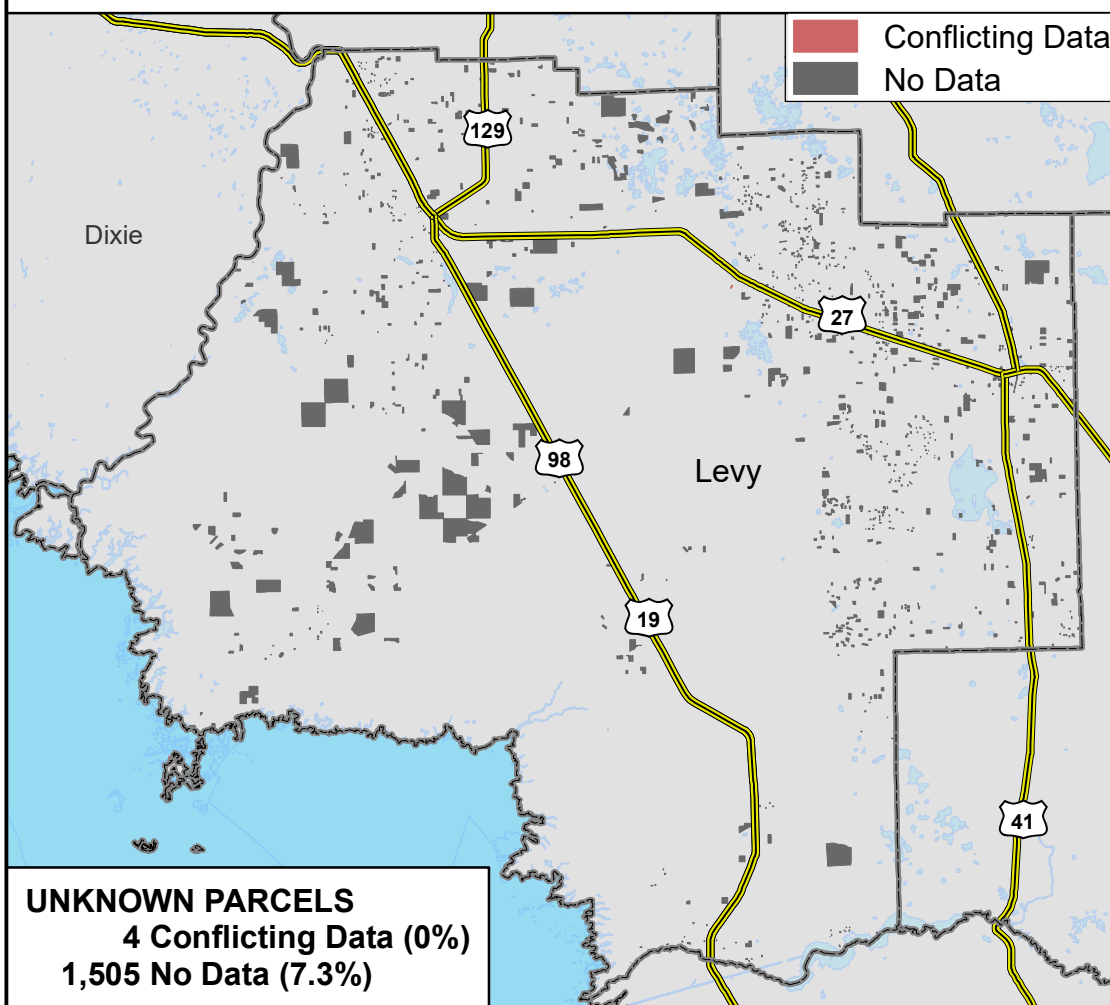 Conflicting Data
No Data
129
Dixie
27
98
Levy
19
41
UNKNOWN PARCELS
4 Conflicting Data (0%)
1,505 No Data (7.3%)